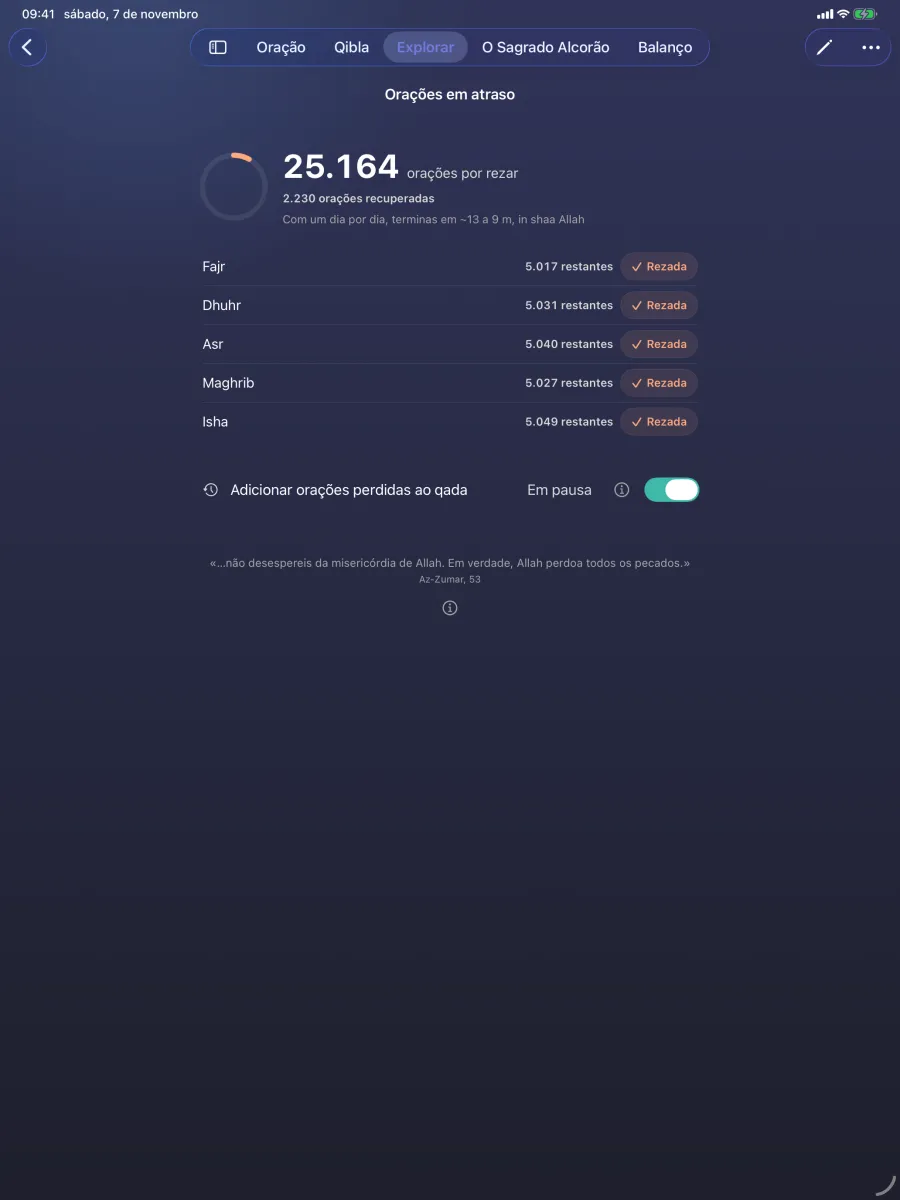 09:41 sábado, 7 de novembro
Oração Qibla Explorar O Sagrado Alcorão Balanço
Orações em atraso
25.164 orações por rezar
2.230 orações recuperadas
Com um dia por dia, terminas em ~13 a 9 m, in shaa Allah
Fajr 5.017 restantes Rezada
Dhuhr 5.031 restantes Rezada
Asr 5.040 restantes Rezada
Maghrib 5.027 restantes Rezada
Isha 5.049 restantes Rezada
Adicionar orações perdidas ao qada Em pausa
«...não desespereis da misericórdia de Allah. Em verdade, Allah perdoa todos os pecados.»
Az-Zumar, 53